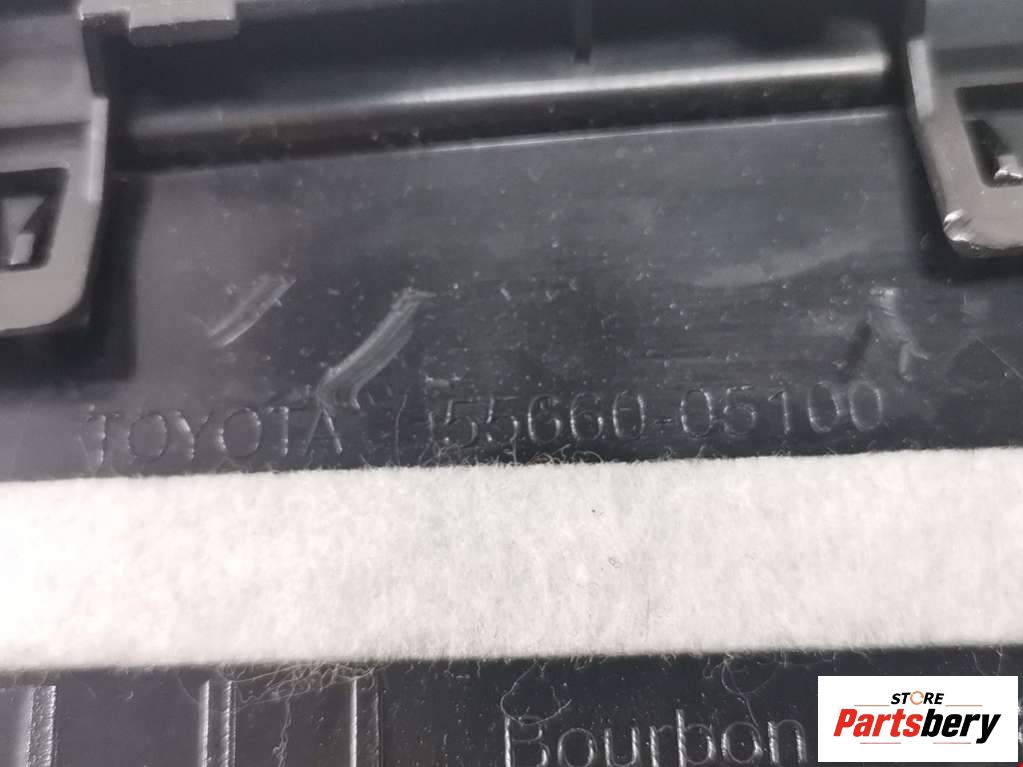 TOYOTA 55660-05100
Bourbon
STORE
Partsbery